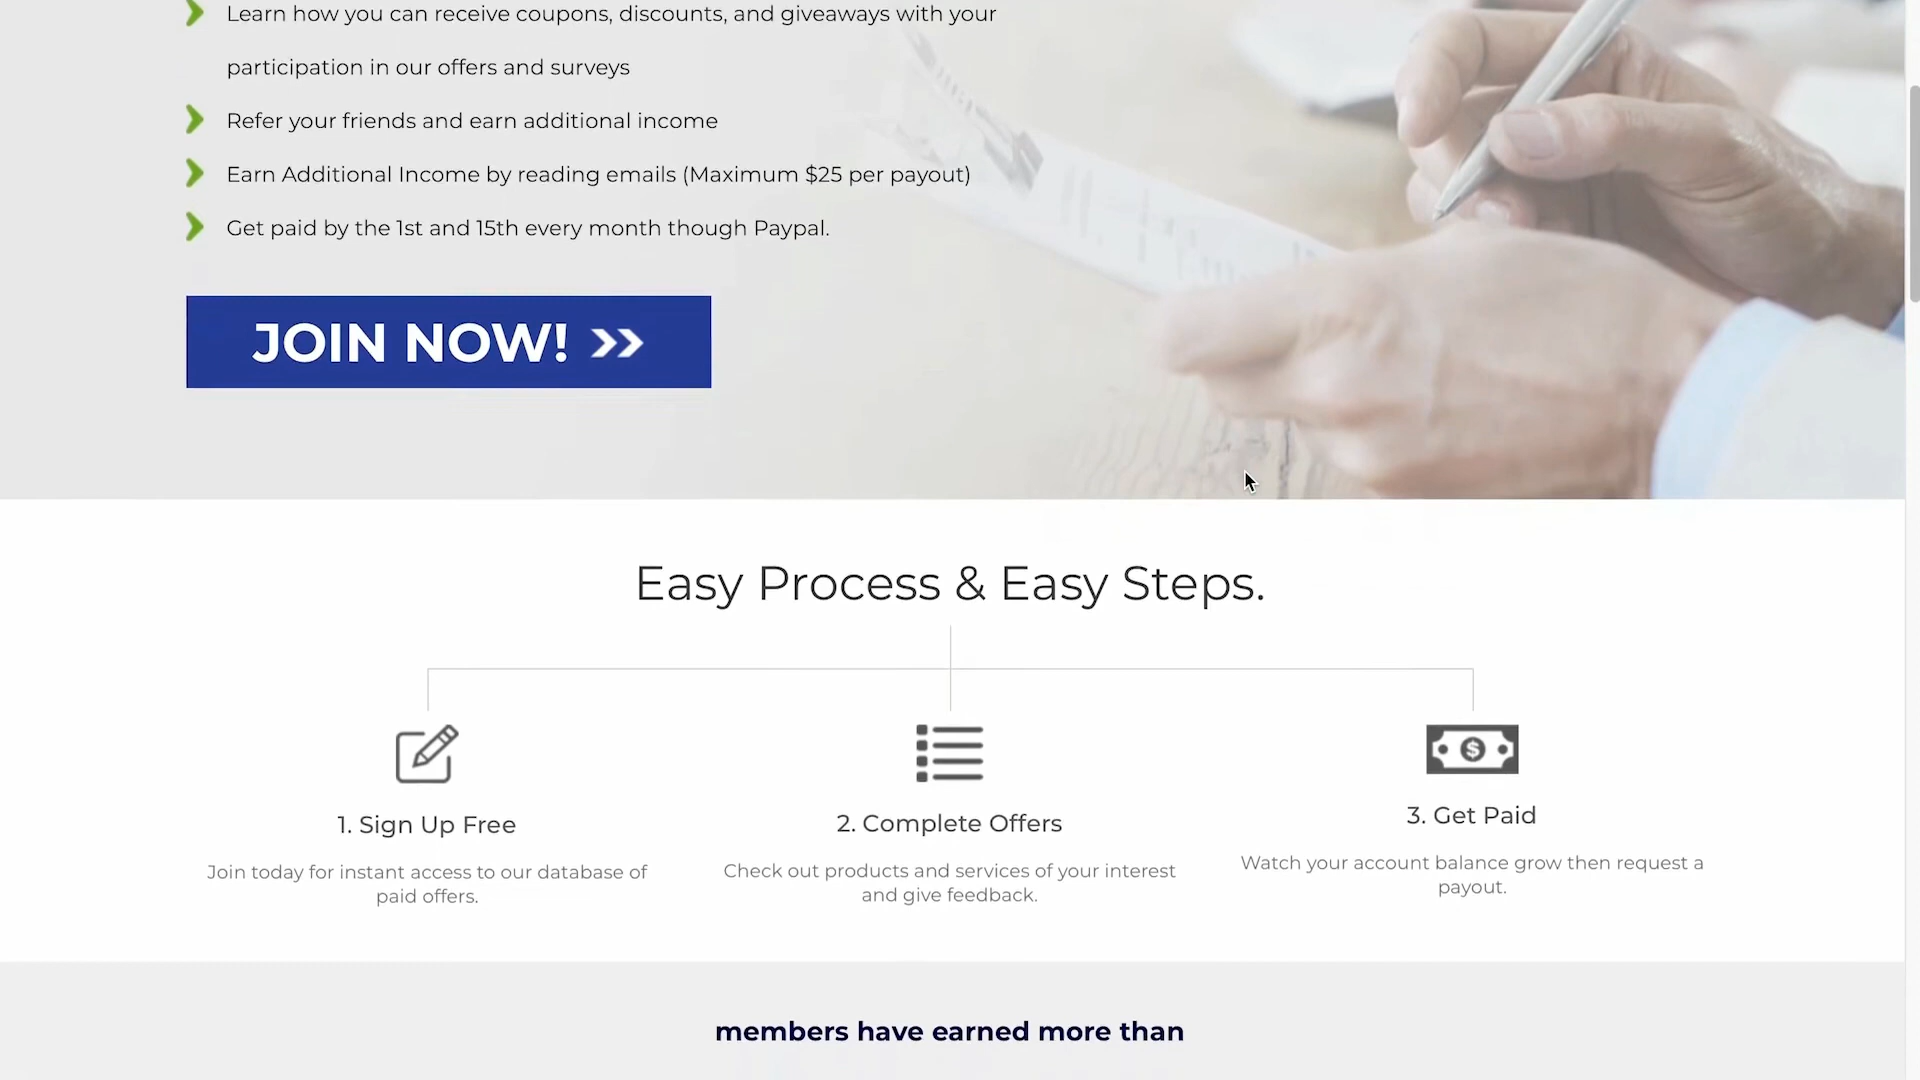 Learn how you can receive coupons, discounts, and giveaways with your
participation in our offers and surveys
Refer your friends and earn additional income
Earn Additional Income by reading emails (Maximum $25 per payout)
Get paid by the 1st and 15th every month though Paypal.
JOIN NOW! »
Easy Process & Easy Steps.
1. Sign Up Free
Join today for instant access to our database of
paid offers.
2. Complete Offers
Check out products and services of your interest
and give feedback.
3. Get Paid
Watch your account balance grow then request a
payout.
members have earned more than